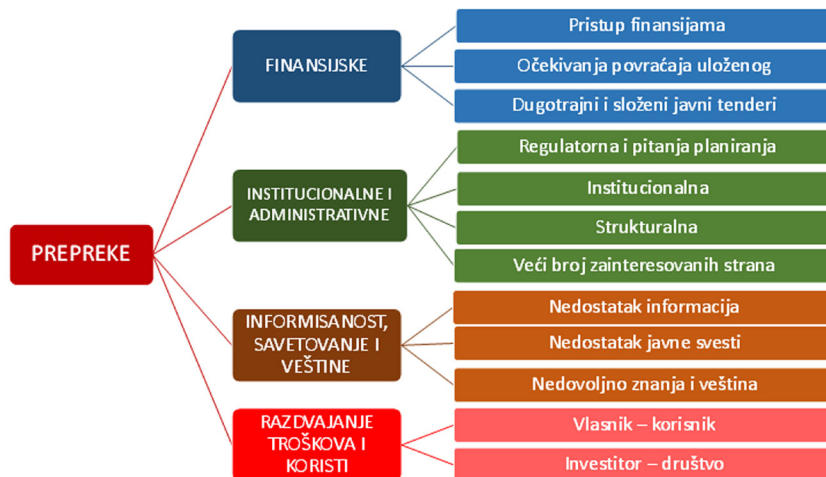 PREPREKE
FINANSIJSKE
Pristup finansijama
Očekivanja povraćaja uloženog
Dugotrajni i složeni javni tenderi
INSTITUCIONALNE I
ADMINISTRATIVNE
Regulatorna i pitanja planiranja
Institucionalna
Strukturalna
Veći broj zainteresovanih strana
INFORMISANOST,
SAVETOVANJE I
VEŠTINE
Nedostatak informacija
Nedostatak javne svesti
Nedovoljno znanja i veština
RAZDVAJANJE
TROŠKOVA I
KORISTI
Vlasnik – korisnik
Investitor – društvo